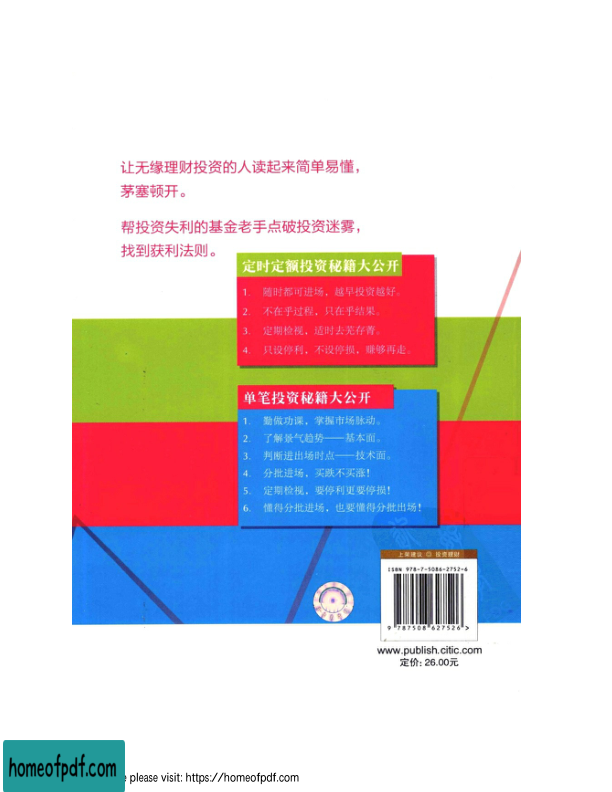 让无缘理财投资的人读起来简单易懂，
茅塞顿开。
帮投资失利的基金老手点破投资迷雾，
找到获利法则。
定时定额投资秘籍大公开
1. 随时都可进场，越早投资越好。
2. 不在乎过程，只在乎结果。
3. 定期检视，适时去芜存菁。
4. 只设停利，不设停损，赚够再走。
单笔投资秘籍大公开
1. 勤做功课，掌握市场脉动。
2. 了解景气趋势——基本面。
3. 判断进出场时点——技术面。
4. 分批进场，买跌不买涨！
5. 定期检视，要停利更要停损！
6. 懂得分批进场，也要懂得分批出场！
上架建议 投资理财
ISBN 978-7-5086-2752-6
9 787508 627526 >
www.publish.citic.com
定价：26.00元
homeofpdf.com
please visit: https://homeofpdf.com